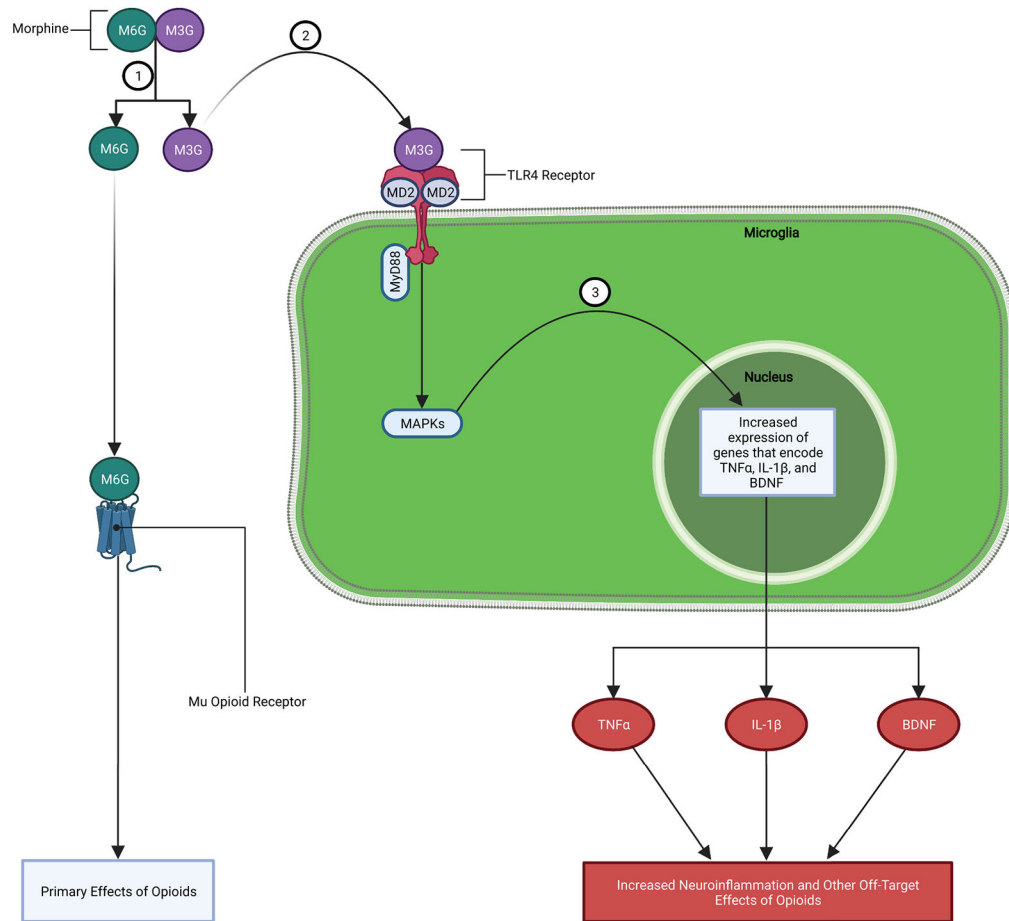 Morphine
M6G
M3G
1
2
M6G
M3G
M3G
MD2
MD2
TLR4 Receptor
Microglia
MyD88
3
MAPKs
Nucleus
Increased
expression of
genes that encode
TNFα, IL-1β, and
BDNF
M6G
Mu Opioid Receptor
TNFα
IL-1β
BDNF
Primary Effects of Opioids
Increased Neuroinflammation and Other Off-Target
Effects of Opioids